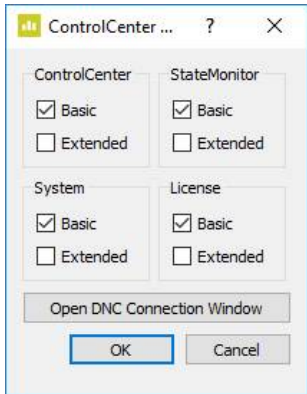 ControlCenter ... ?
ControlCenter StateMonitor
Basic Basic
Extended Extended
System License
Basic Basic
Extended Extended
Open DNC Connection Window
OK Cancel